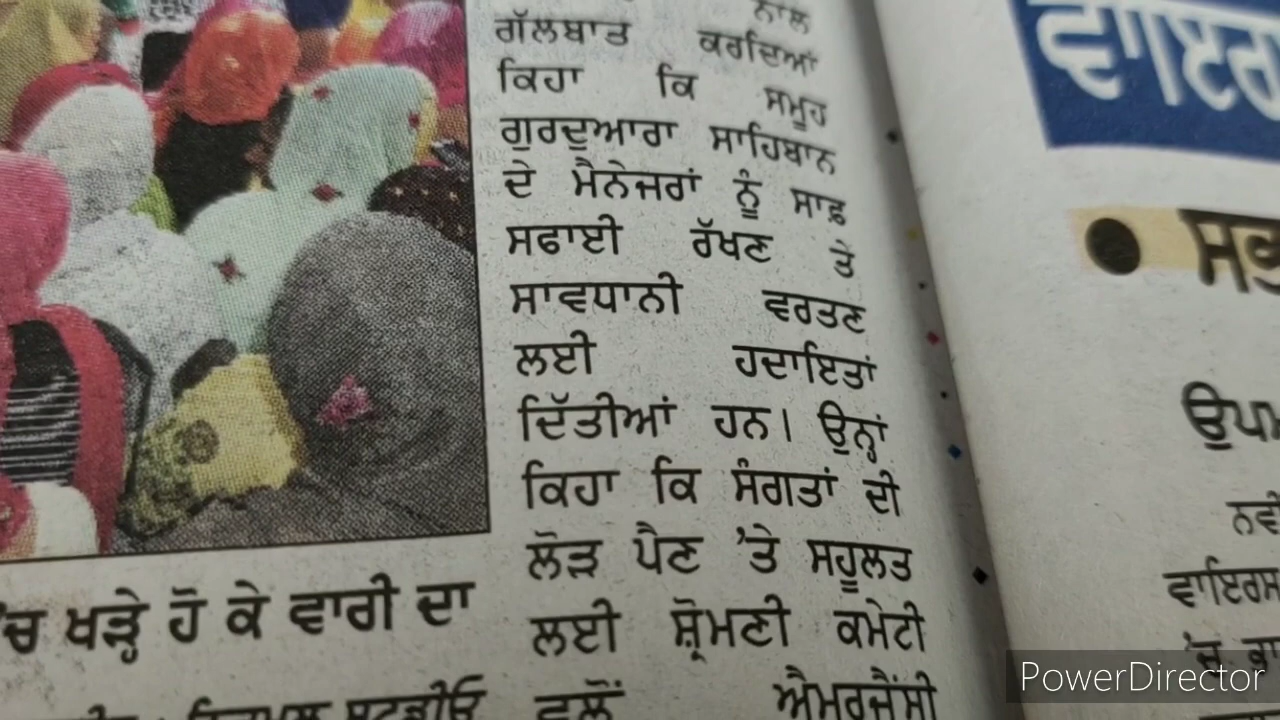 ਨਾਲ
ਗੱਲਬਾਤ ਕਰਦਿਆਂ
ਕਿਹਾ ਕਿ ਸਮੂਹ
ਗੁਰਦੁਆਰਾ ਸਾਹਿਬਾਨ
ਦੇ ਮੈਨੇਜਰਾਂ ਨੂੰ ਸਾਫ਼
ਸਫਾਈ ਰੱਖਣ ਤੇ
ਸਾਵਧਾਨੀ ਵਰਤਣ
ਲਈ ਹਦਾਇਤਾਂ
ਦਿੱਤੀਆਂ ਹਨ। ਉਨ੍ਹਾਂ
ਕਿਹਾ ਕਿ ਸੰਗਤਾਂ ਦੀ
ਲੋੜ ਪੈਣ 'ਤੇ ਸਹੂਲਤ
ਲਈ ਸ਼੍ਰੋਮਣੀ ਕਮੇਟੀ
ਵਲੋਂ ਐਮਰਜੈਂਸੀ
'ਚ ਖੜ੍ਹੇ ਹੋ ਕੇ ਵਾਰੀ ਦਾ
ਵਾਇਰਸ
'ਚ
PowerDirector